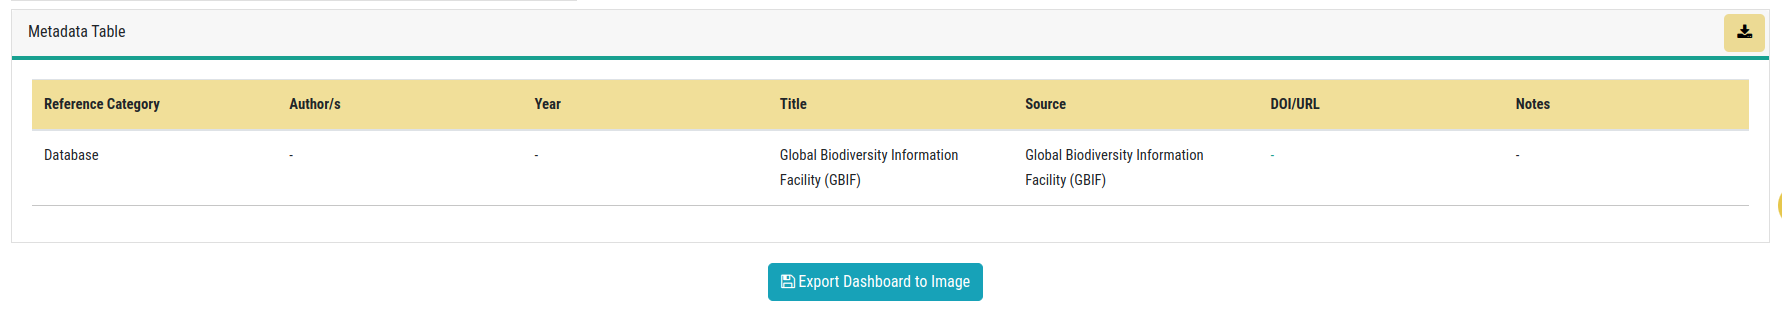 Metadata Table
Reference Category Author/s Year Title Source DOI/URL Notes
Database - - Global Biodiversity Information Global Biodiversity Information - -
Facility (GBIF) Facility (GBIF)
Export Dashboard to Image